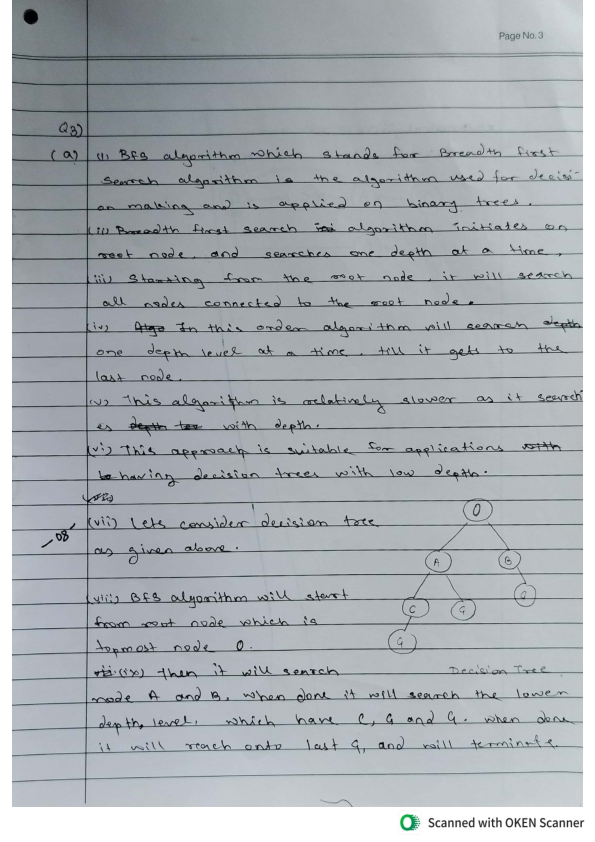 Page No. 3
Q3)
(a) (i) BFS algorithm which stands for Breadth first
search algorithm is the algorithm used for decisi-
on making and is applied on binary trees.
(ii) Breadth first search algorithm initiates on
root node, and searches one depth at a time,
(iii) Starting from the root node, it will search
all nodes connected to the root node.
(iv) In this order algorithm will search
one depth level at a time, till it gets to the
last node.
(v) This algorithm is relatively slower as it search
es with depth.
(vi) This approach is suitable for applications
having decision trees with low depth.
08
(vii) Lets consider decision tree
as given above.
O
A B
C G G
G
(viii) BFS algorithm will start
from root node which is
topmost node O.
Decision Tree
(ix) Then it will search
node A and B, when done it will search the lower
depth level, which have C, G and G. when done
it will reach onto last G, and will terminate
Scanned with OKEN Scanner